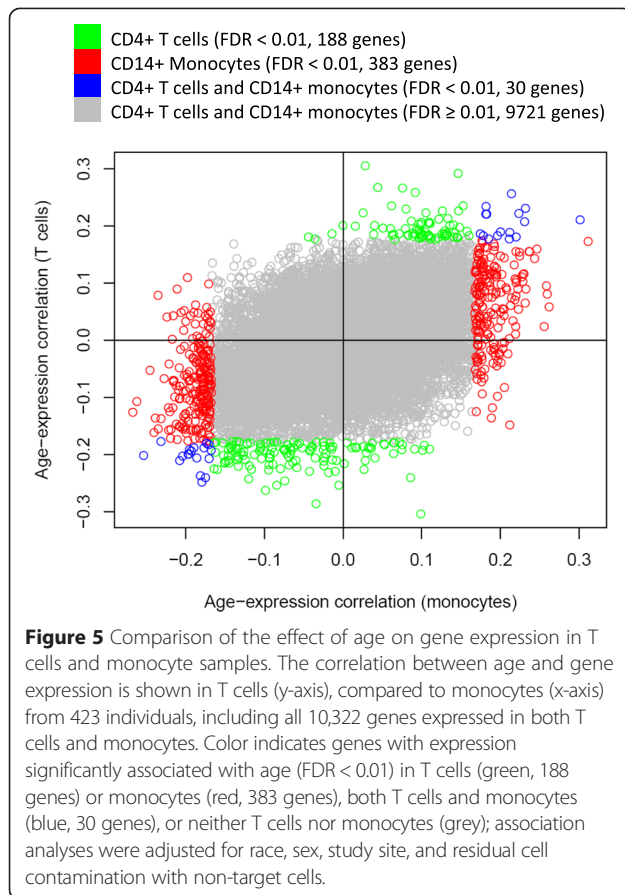 CD4+ T cells (FDR < 0.01, 188 genes)
CD14+ Monocytes (FDR < 0.01, 383 genes)
CD4+ T cells and CD14+ monocytes (FDR < 0.01, 30 genes)
CD4+ T cells and CD14+ monocytes (FDR ≥ 0.01, 9721 genes)
Age−expression correlation (T cells)
0.3
0.2
0.1
0.0
−0.1
−0.2
−0.3
−0.2
−0.1
0.0
0.1
0.2
0.3
Age−expression correlation (monocytes)
Figure 5 Comparison of the effect of age on gene expression in T
cells and monocyte samples. The correlation between age and gene
expression is shown in T cells (y-axis), compared to monocytes (x-axis)
from 423 individuals, including all 10,322 genes expressed in both T
cells and monocytes. Color indicates genes with expression
significantly associated with age (FDR < 0.01) in T cells (green, 188
genes) or monocytes (red, 383 genes), both T cells and monocytes
(blue, 30 genes), or neither T cells nor monocytes (grey); association
analyses were adjusted for race, sex, study site, and residual cell
contamination with non-target cells.